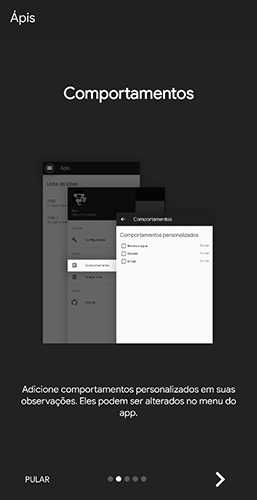 Ápis
Comportamentos
Ápis
Lista de lotes
Comportamentos
Comportamentos
Comportamentos personalizados
Adicione comportamentos personalizados em suas
observações. Eles podem ser alterados no menu do
app.
PULAR